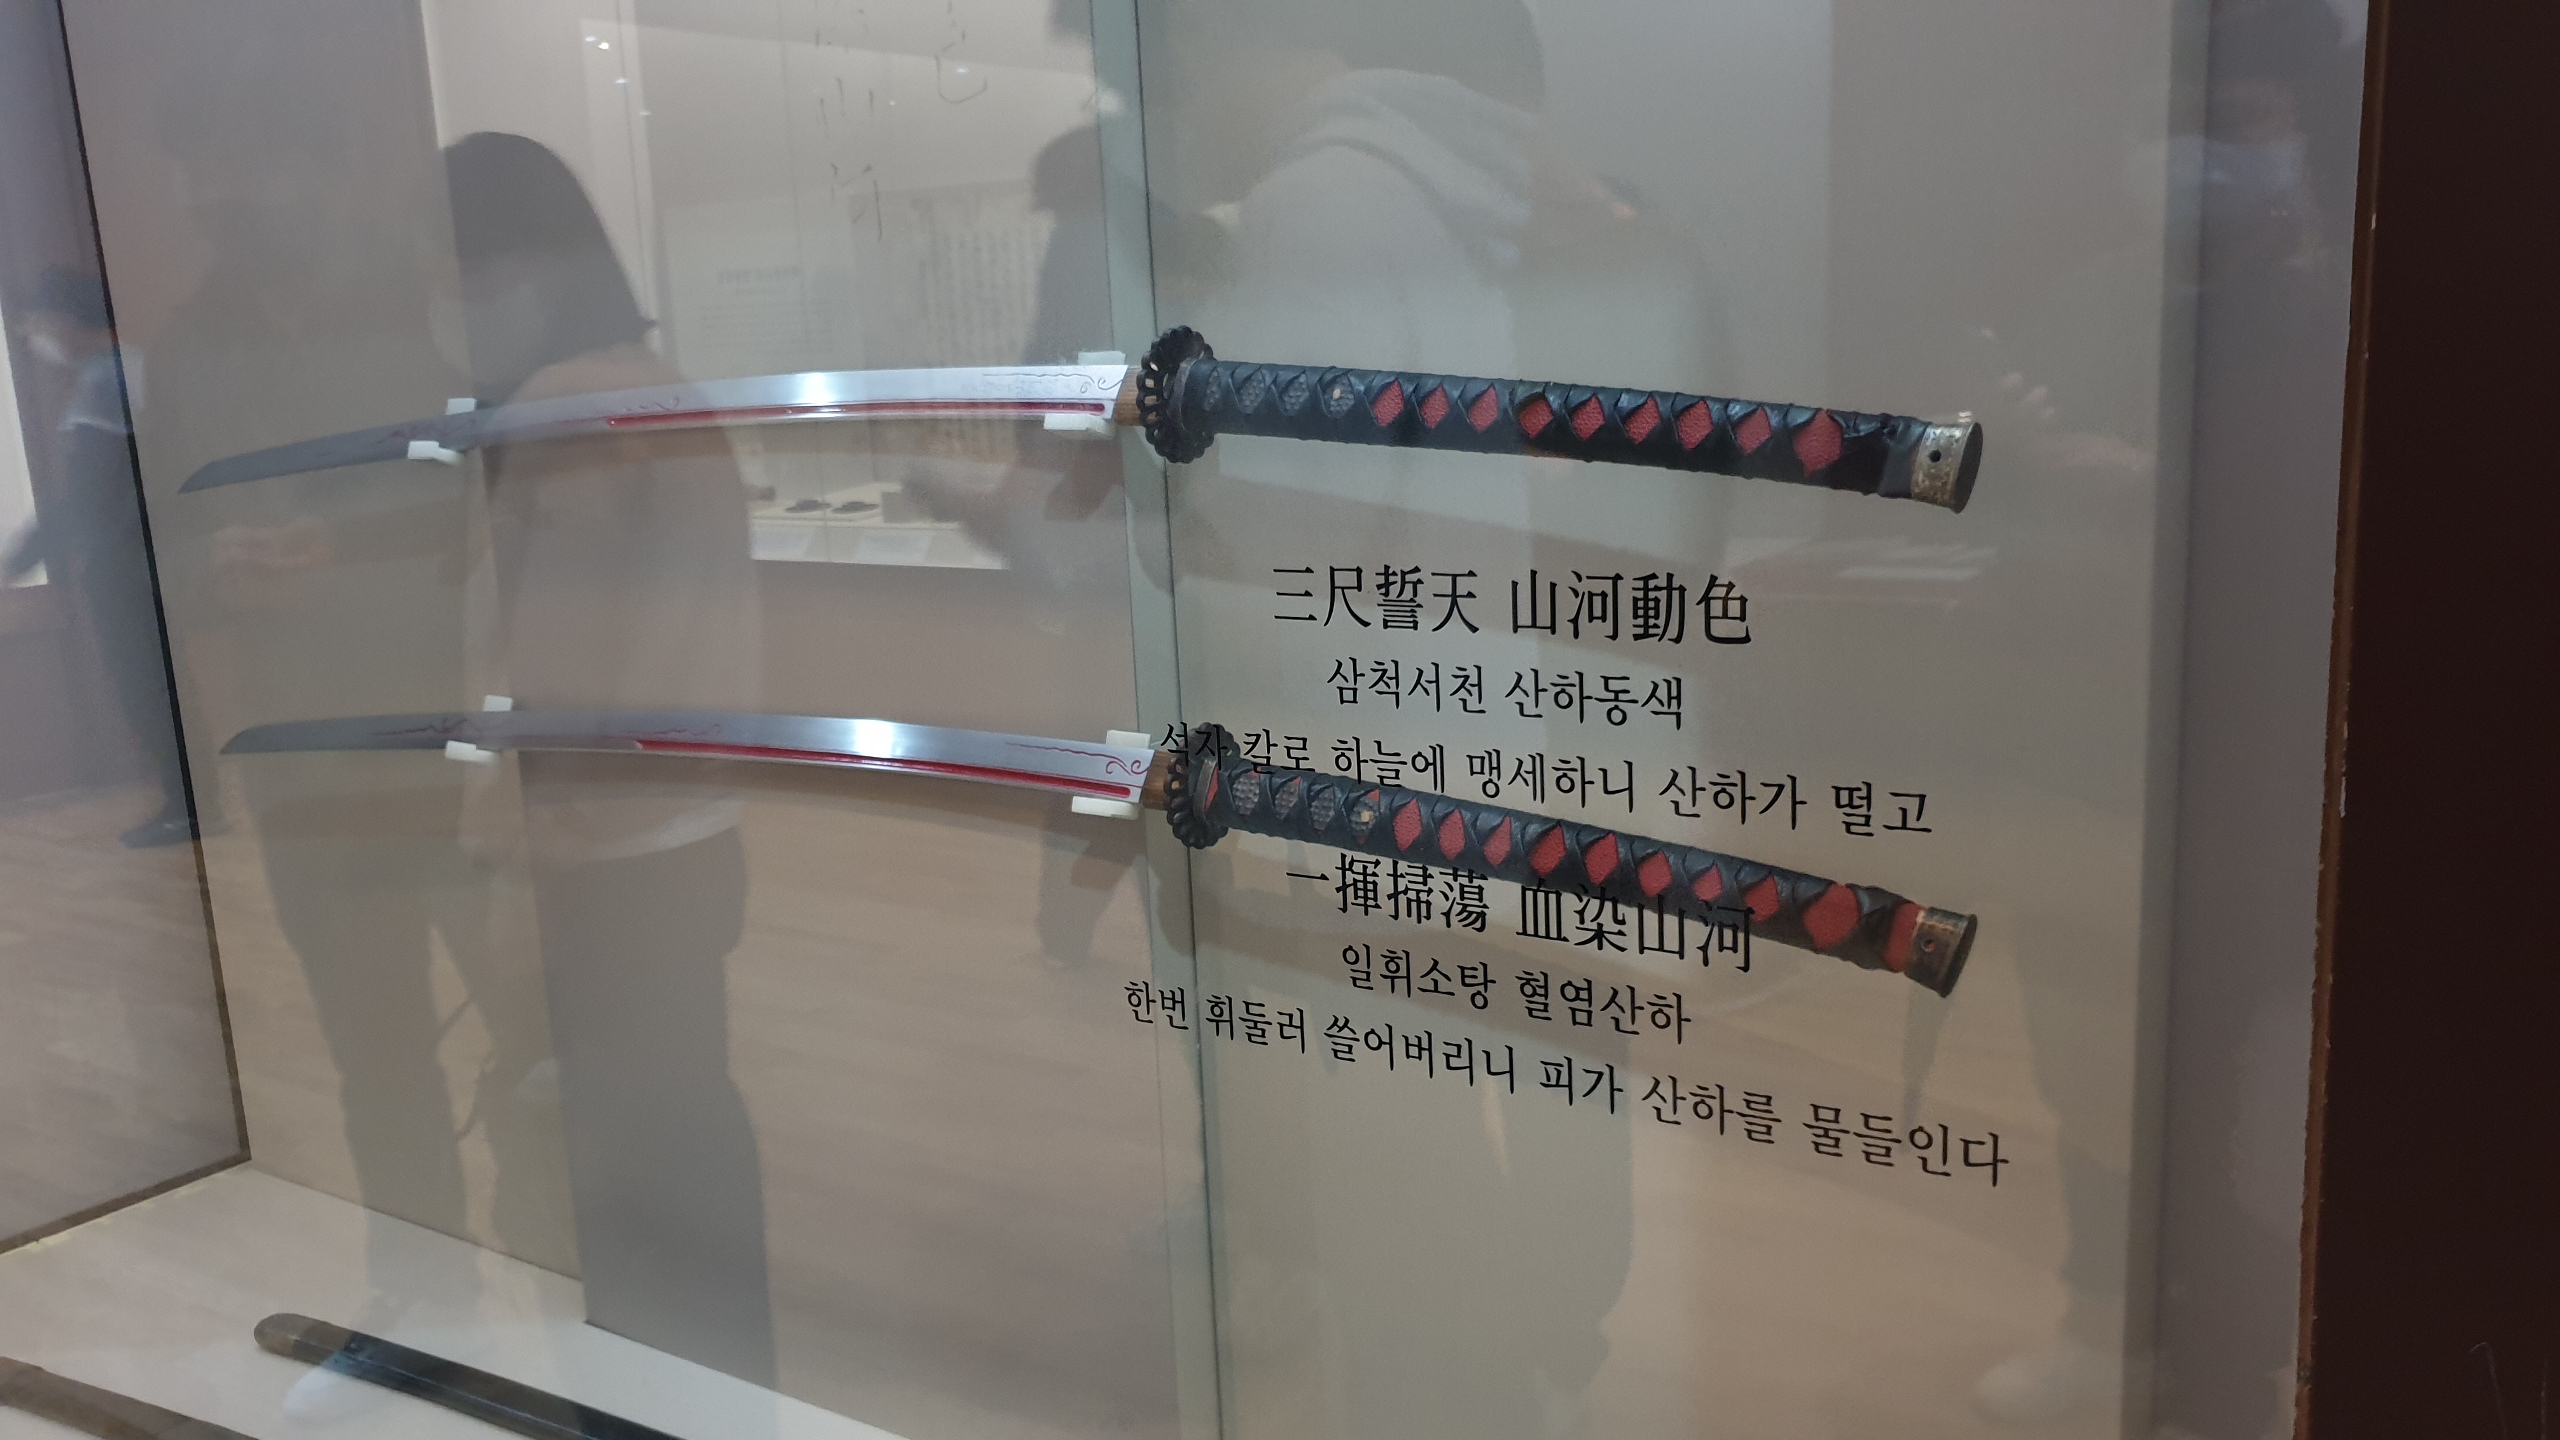 三尺誓天 山河動色
삼척서천 산하동색
석자 칼로 하늘에 맹세하니 산하가 떨고
一揮掃蕩 血染山河
일휘소탕 혈염산하
한번 휘둘러 쓸어버리니 피가 산하를 물들인다